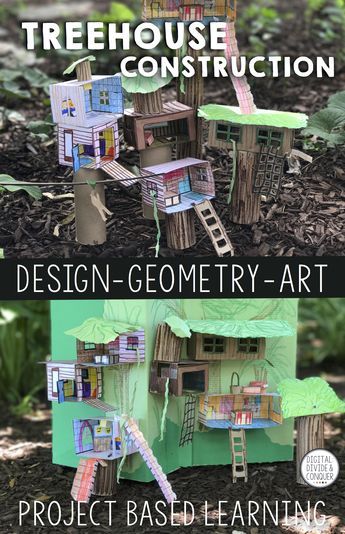 TREEHOUSE
CONSTRUCTION
DESIGN-GEOMETRY-ART
DIGITAL
DIVIDE &
CONQUER
PROJECT BASED LEARNING